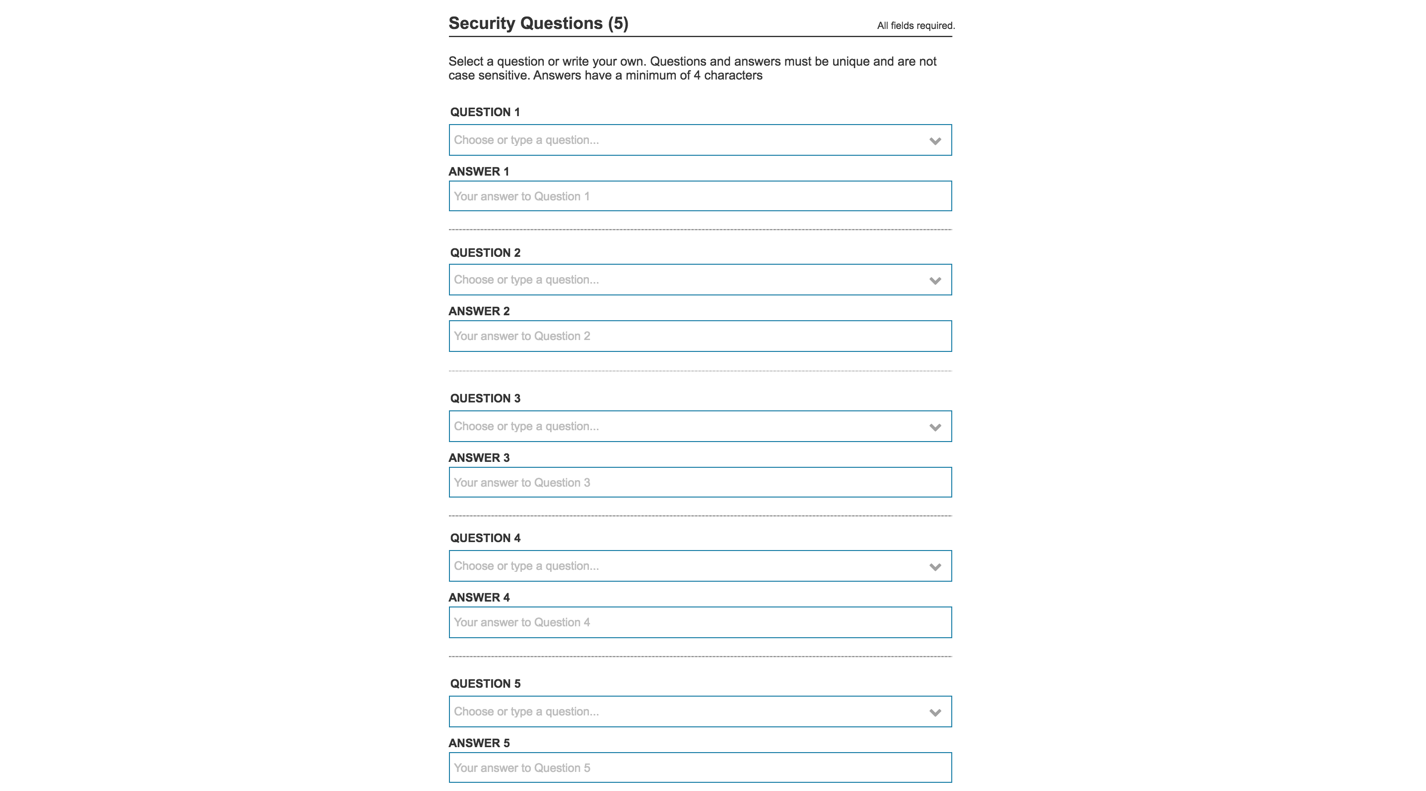 Security Questions (5)
All fields required.
Select a question or write your own. Questions and answers must be unique and are not
case sensitive. Answers have a minimum of 4 characters
QUESTION 1
Choose or type a question...
ANSWER 1
Your answer to Question 1
QUESTION 2
Choose or type a question...
ANSWER 2
Your answer to Question 2
QUESTION 3
Choose or type a question...
ANSWER 3
Your answer to Question 3
QUESTION 4
Choose or type a question...
ANSWER 4
Your answer to Question 4
QUESTION 5
Choose or type a question...
ANSWER 5
Your answer to Question 5